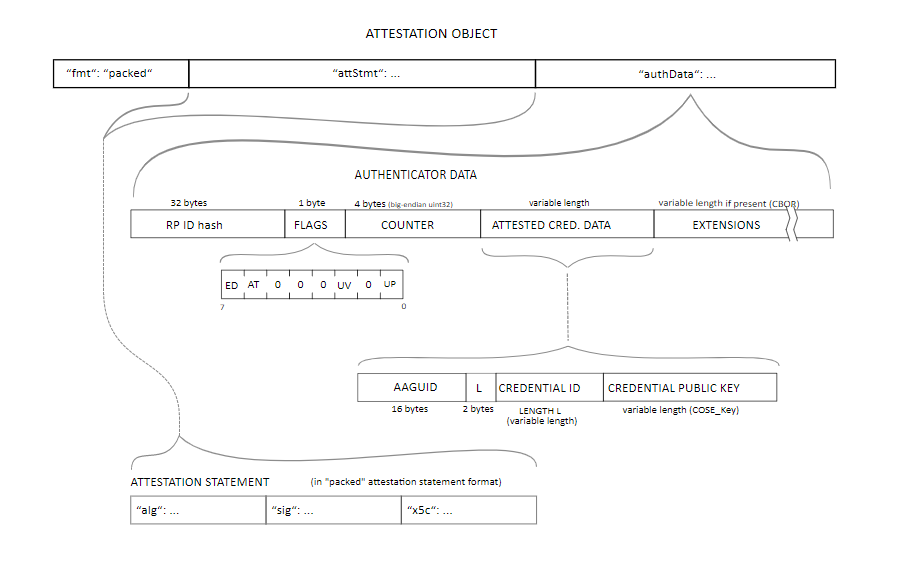 ATTESTATION OBJECT
“fmt“: “packed“ “attStmt“: ... “authData“: ...
AUTHENTICATOR DATA
32 bytes 1 byte 4 bytes (big-endian uint32) variable length variable length if present (CBOR)
RP ID hash FLAGS COUNTER ATTESTED CRED. DATA EXTENSIONS
ED AT 0 0 0 UV 0 UP
7 0
AAGUID L CREDENTIAL ID CREDENTIAL PUBLIC KEY
16 bytes 2 bytes LENGTH L variable length (COSE_Key)
(variable length)
ATTESTATION STATEMENT (in "packed" attestation statement format)
“alg“: ... “sig“: ... “x5c“: ...